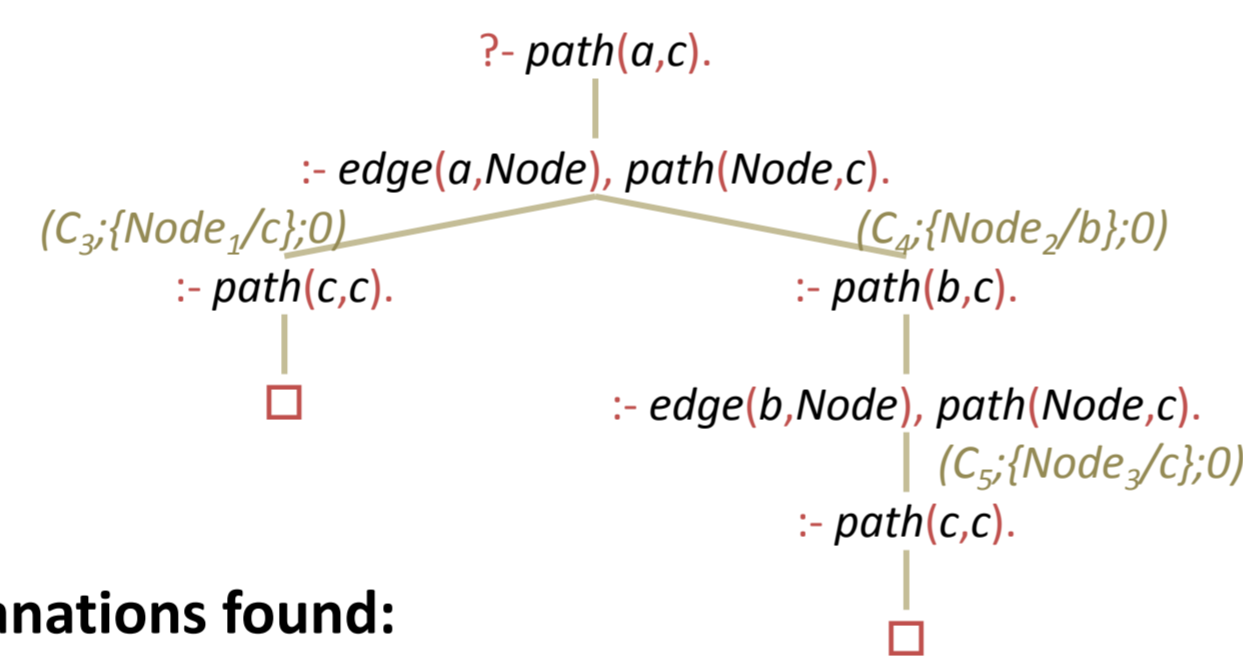 ?- path(a,c).
:- edge(a,Node), path(Node,c).
(C₃;{Node₁/c};0) (C₄;{Node₂/b};0)
:- path(c,c). :- path(b,c).
:- edge(b,Node), path(Node,c).
(C₅;{Node₃/c};0)
:- path(c,c).
found: